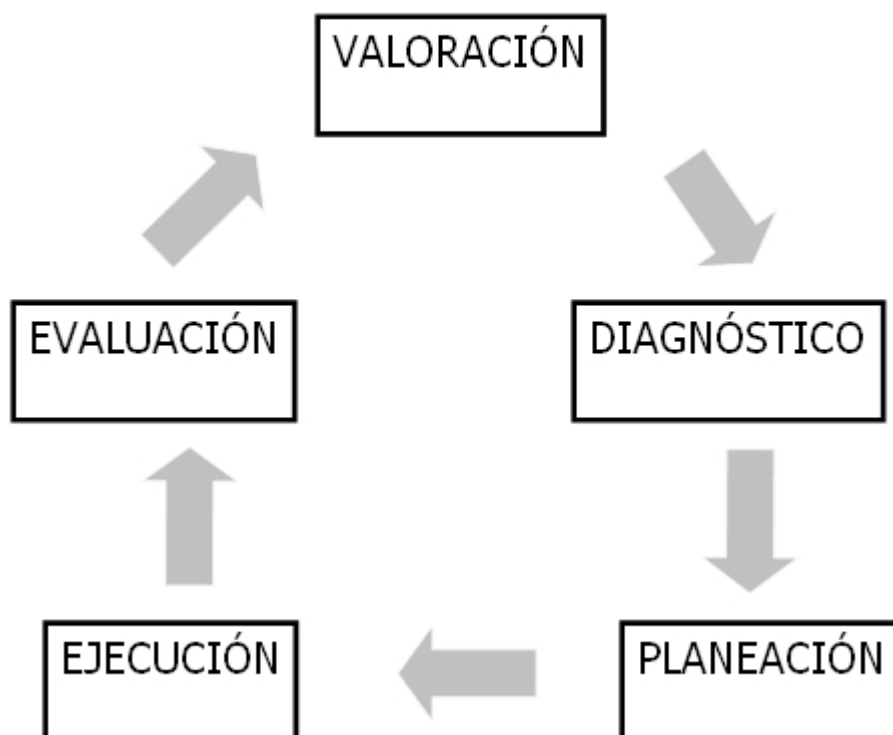 VALORACIÓN
DIAGNÓSTICO
PLANEACIÓN
EJECUCIÓN
EVALUACIÓN